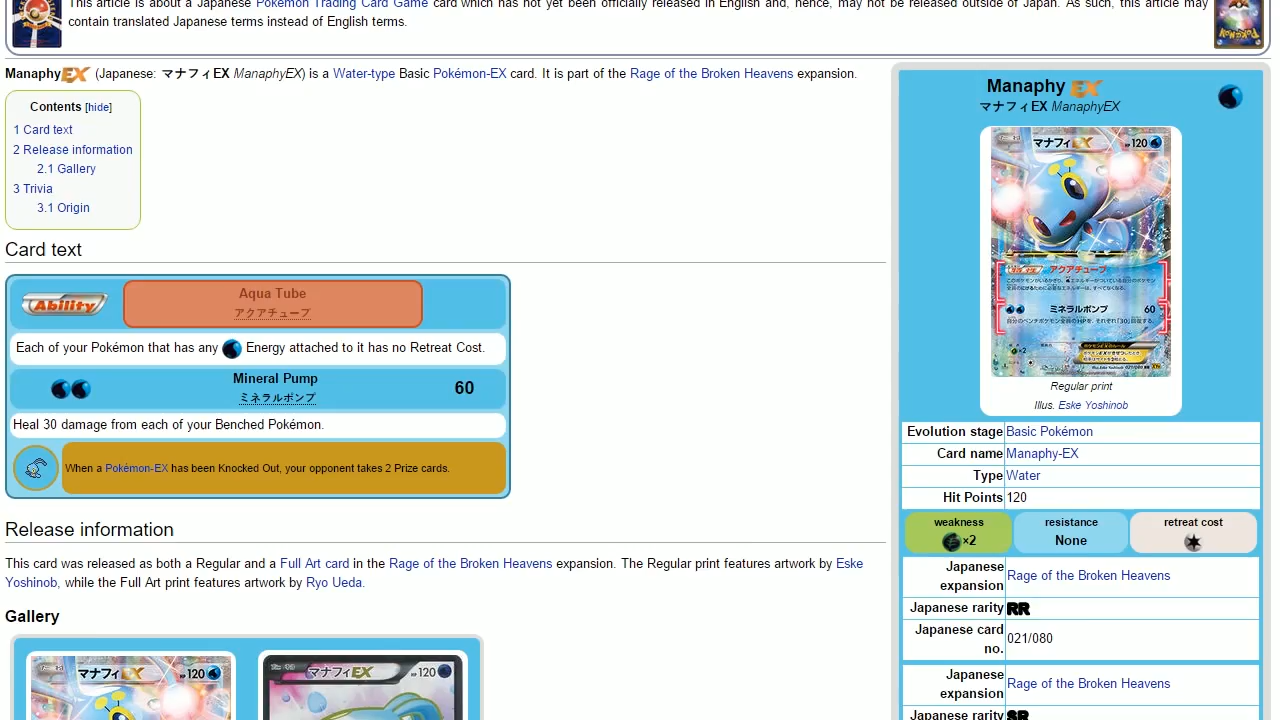 This article is about a Japanese Pokémon Trading Card Game card which has not yet been officially released in English and, hence, may not be released outside of Japan. As such, this article may
contain translated Japanese terms instead of English terms.
ManaphyEX (Japanese: マナフィEX ManaphyEX) is a Water-type Basic Pokémon-EX card. It is part of the Rage of the Broken Heavens expansion.
Contents [hide]
1 Card text
2 Release information
2.1 Gallery
3 Trivia
3.1 Origin
Card text
Ability
Aqua Tube
アクアチューブ
Each of your Pokémon that has any Energy attached to it has no Retreat Cost.
Mineral Pump
ミネラルポンプ
60
Heal 30 damage from each of your Benched Pokémon.
When a Pokémon-EX has been Knocked Out, your opponent takes 2 Prize cards.
Release information
This card was released as both a Regular and a Full Art card in the Rage of the Broken Heavens expansion. The Regular print features artwork by Eske
Yoshinob, while the Full Art print features artwork by Ryo Ueda.
Gallery
マナフィEX 120
マナフィEX 120
Manaphy EX
マナフィEX ManaphyEX
マナフィEX HP120
アクアチューブ
ミネラルポンプ 60
×2
021/080
Regular print
Illus. Eske Yoshinob
Evolution stage Basic Pokémon
Card name Manaphy-EX
Type Water
Hit Points 120
weakness resistance retreat cost
×2 None
Japanese
expansion Rage of the Broken Heavens
Japanese rarity RR
Japanese card
no. 021/080
Japanese
expansion Rage of the Broken Heavens
Japanese rarity SR